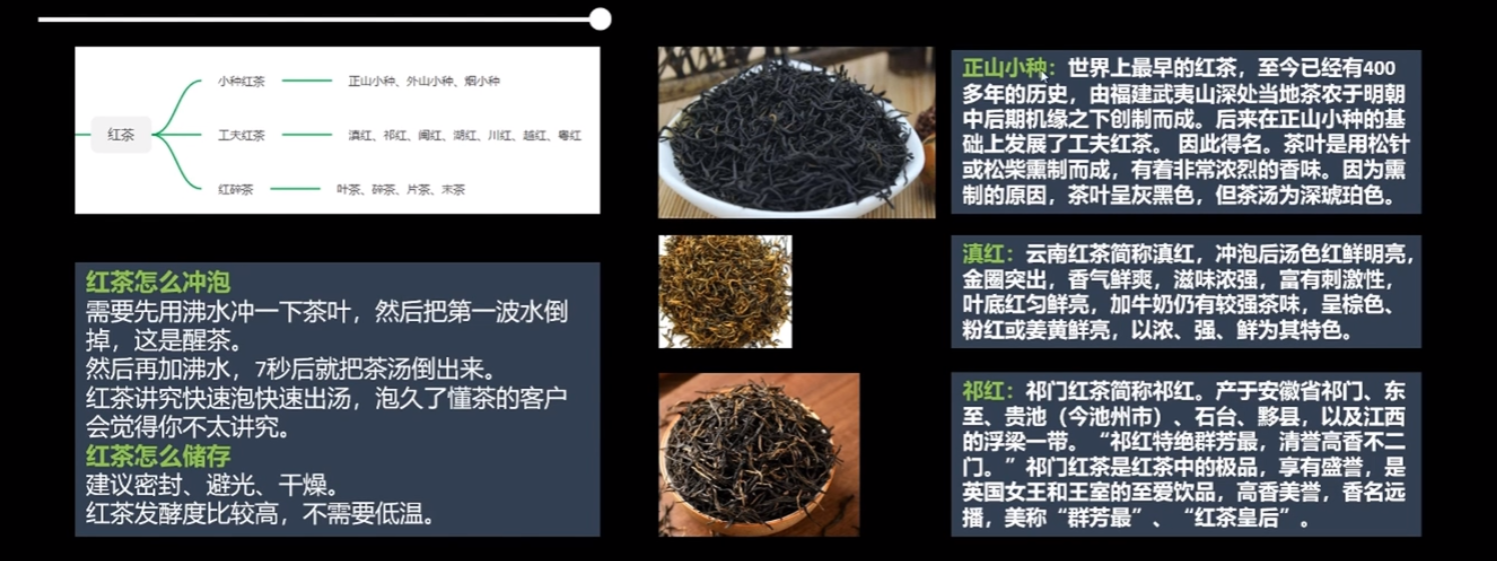 小种红茶
正山小种、外山小种、烟小种
红茶
工夫红茶
滇红、祁红、闽红、湖红、川红、越红、粤红
红碎茶
叶茶、碎茶、片茶、末茶
红茶怎么冲泡
需要先用沸水冲一下茶叶，然后把第一波水倒
掉，这是醒茶。
然后再加沸水，7秒后就把茶汤倒出来。
红茶讲究快速泡快速出汤，泡久了懂茶的客户
会觉得你不太讲究。
红茶怎么储存
建议密封、避光、干燥。
红茶发酵度比较高，不需要低温。
正山小种：世界上最早的红茶，至今已经有400
多年的历史，由福建武夷山深处当地茶农于明朝
中后期机缘之下创制而成。后来在正山小种的基
础上发展了工夫红茶。 因此得名。茶叶是用松针
或松柴熏制而成，有着非常浓烈的香味。因为熏
制的原因，茶叶呈灰黑色，但茶汤为深琥珀色。
滇红：云南红茶简称滇红，冲泡后汤色红鲜明亮，
金圈突出，香气鲜爽，滋味浓强，富有刺激性，
叶底红匀鲜亮，加牛奶仍有较强茶味，呈棕色、
粉红或姜黄鲜亮，以浓、强、鲜为其特色。
祁红：祁门红茶简称祁红。产于安徽省祁门、东
至、贵池（今池州市）、石台、黟县，以及江西
的浮梁一带。“祁红特绝群芳最，清誉高香不二
门。”祁门红茶是红茶中的极品，享有盛誉，是
英国女王和王室的至爱饮品，高香美誉，香名远
播，美称“群芳最”、“红茶皇后”。